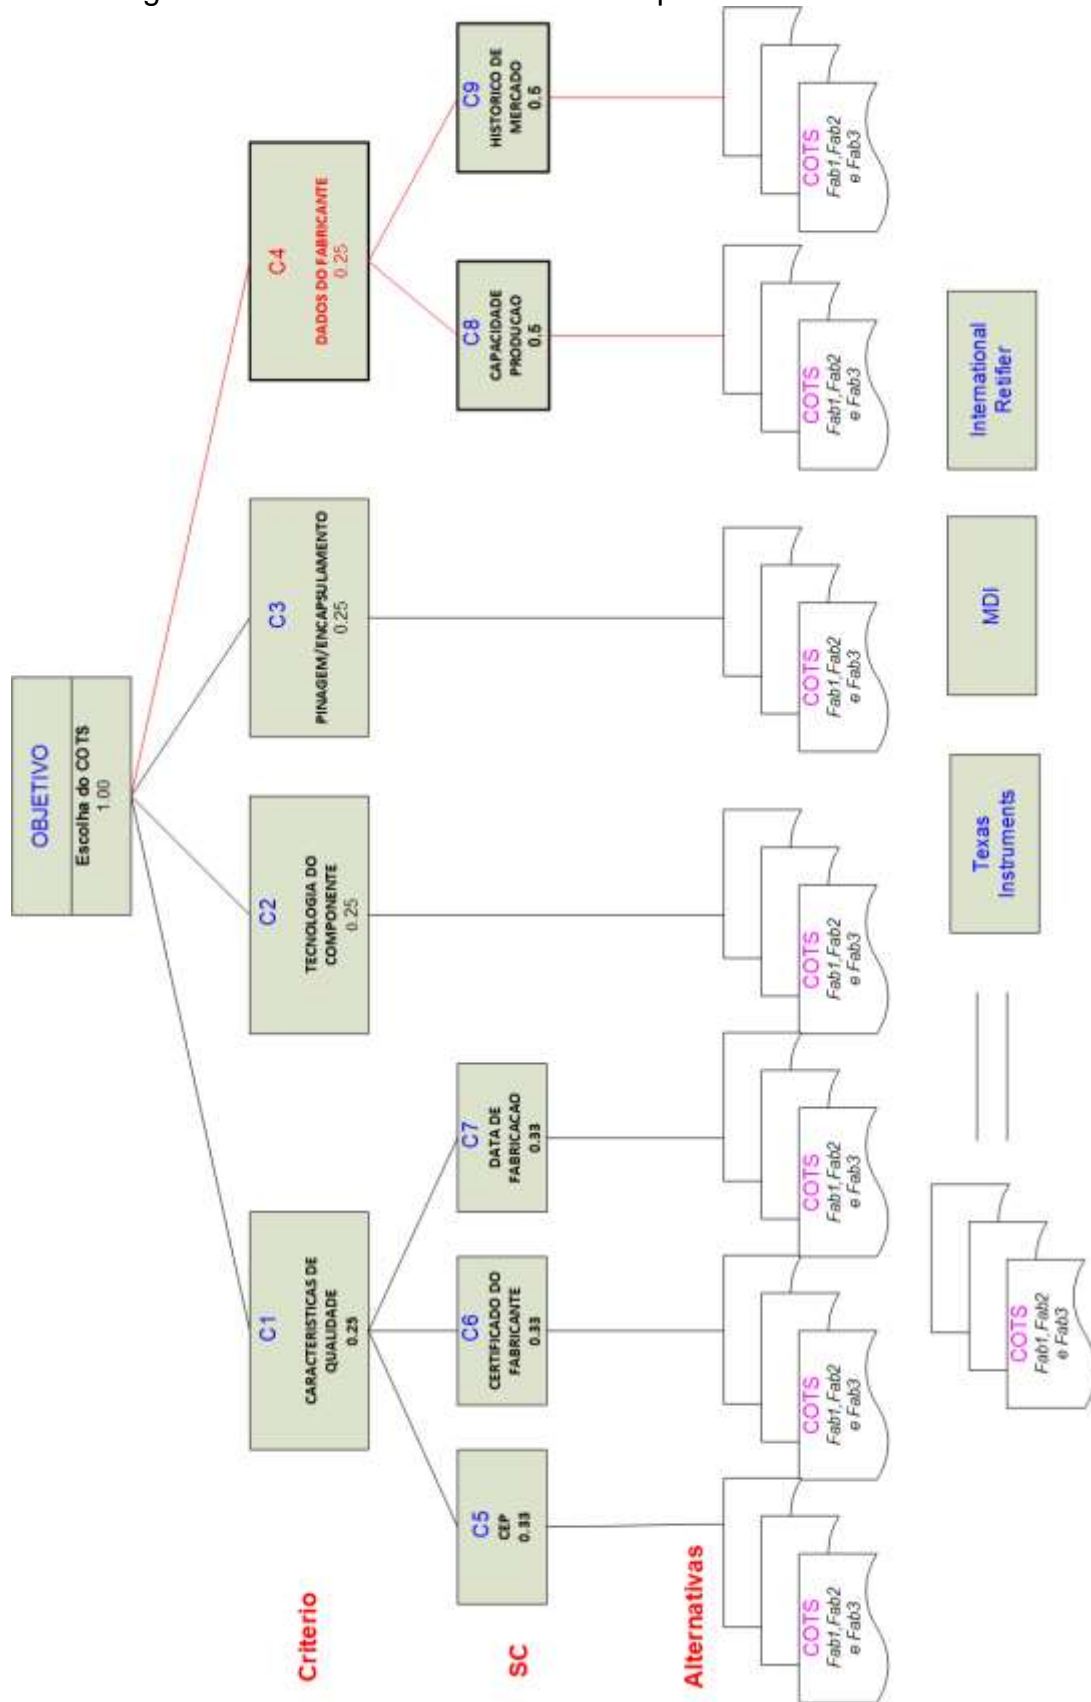 OBJETIVO
Escolha do COTS
1.00
Criterio
C1
CARACTERISTICAS DE
QUALIDADE
0.25
C2
TECNOLOGIA DO
COMPONENTE
0.25
C3
PINAGEM/ENCAPSULAMENTO
0.25
C4
DADOS DO FABRICANTE
0.25
SC
C5
CEP
0.33
C6
CERTIFICADO DO
FABRICANTE
0.33
C7
DATA DE
FABRICACAO
0.33
C8
CAPACIDADE
PRODUCAO
0.5
C9
HISTORICO DE
MERCADO
0.5
Alternativas
COTS
Fab1,Fab2
e Fab3
COTS
Fab1,Fab2
e Fab3
COTS
Fab1,Fab2
e Fab3
COTS
Fab1,Fab2
e Fab3
COTS
Fab1,Fab2
e Fab3
COTS
Fab1,Fab2
e Fab3
COTS
Fab1,Fab2
e Fab3
COTS
Fab1,Fab2
e Fab3
Texas
Instruments
MDI
International
Retifier